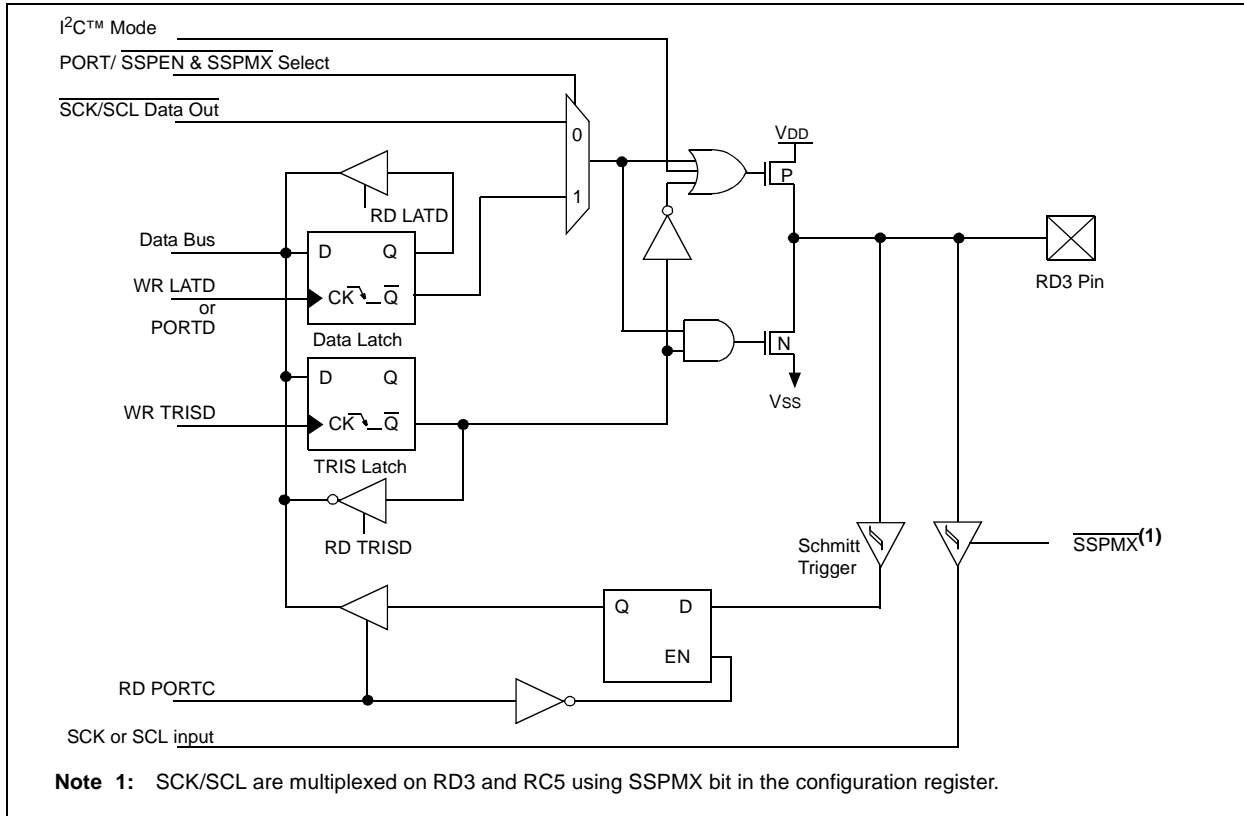 I²C™ Mode
PORT/ SSPEN & SSPMX Select
SCK/SCL Data Out
0
1
VDD
P
RD LATD
Data Bus
D Q
WR LATD
or
PORTD
CK Q
Data Latch
RD3 Pin
N
VSS
D Q
WR TRISD
CK Q
TRIS Latch
RD TRISD
Schmitt
Trigger
SSPMX(1)
Q D
EN
RD PORTC
SCK or SCL input
Note 1: SCK/SCL are multiplexed on RD3 and RC5 using SSPMX bit in the configuration register.